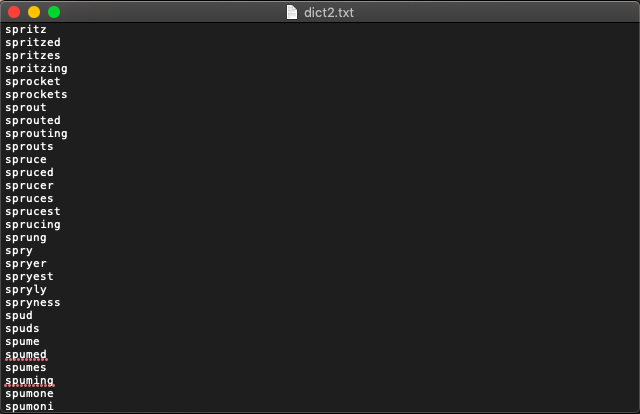 dict2.txt
spritz
spritzed
spritzes
spritzing
sprocket
sprockets
sprout
sprouted
sprouting
sprouts
spruce
spruced
sprucer
spruces
sprucest
sprucing
sprung
spry
spryer
spryest
spryly
spryness
spud
spuds
spume
spumed
spumes
spuming
spumone
spumoni